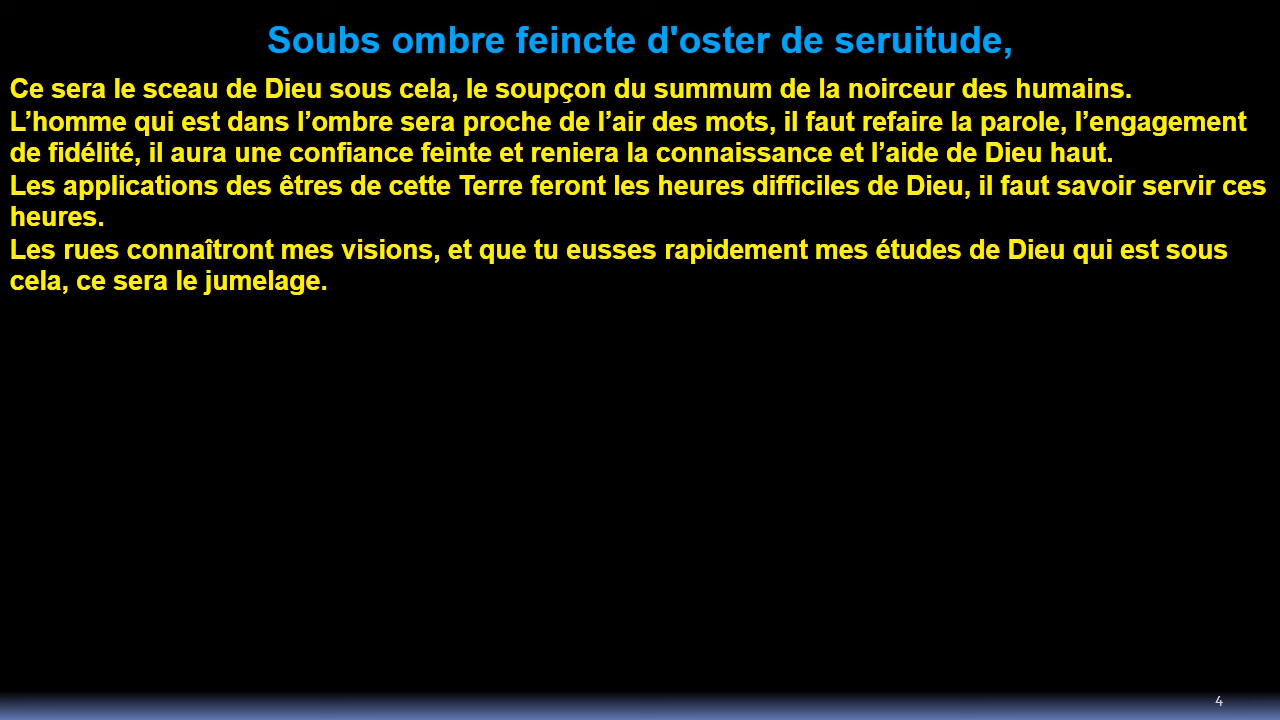 Soubs ombre feincte d'oster de seruitude,
Ce sera le sceau de Dieu sous cela, le soupçon du summum de la noirceur des humains.
L’homme qui est dans l’ombre sera proche de l’air des mots, il faut refaire la parole, l’engagement
de fidélité, il aura une confiance feinte et reniera la connaissance et l’aide de Dieu haut.
Les applications des êtres de cette Terre feront les heures difficiles de Dieu, il faut savoir servir ces
heures.
Les rues connaîtront mes visions, et que tu eusses rapidement mes études de Dieu qui est sous
cela, ce sera le jumelage.
4